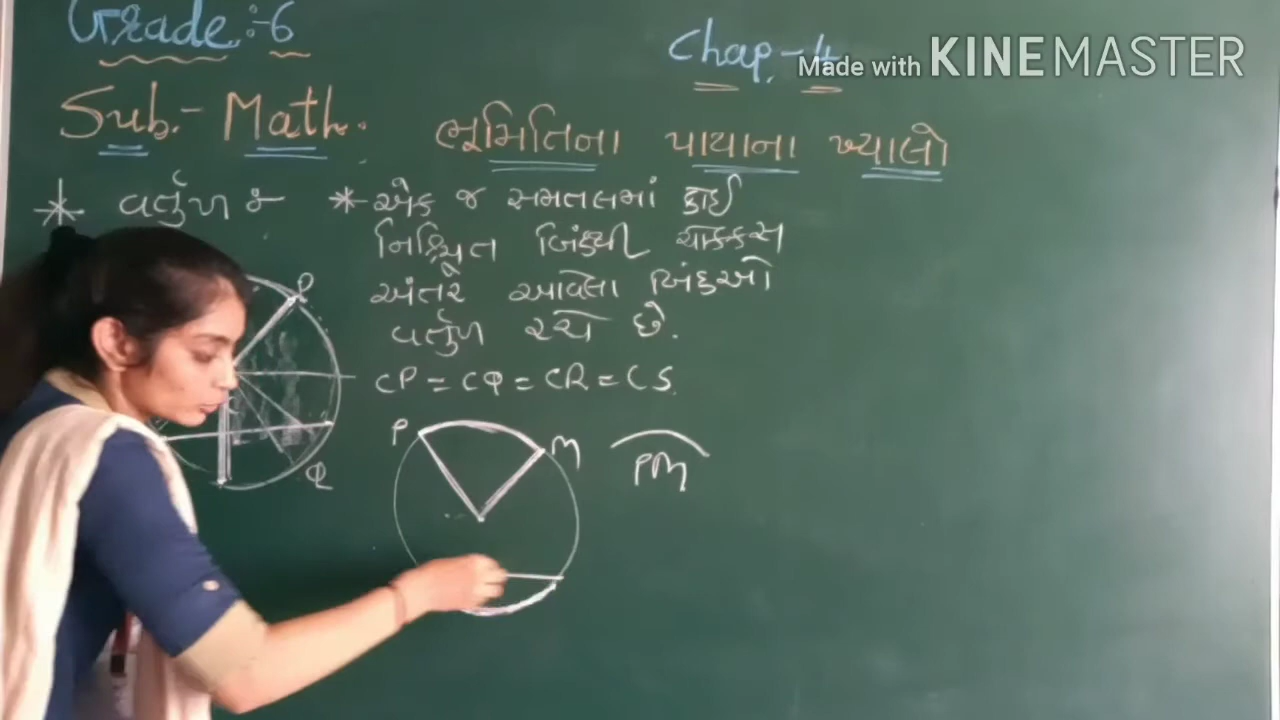 Grade :- 6
Chap. - 4
Made with KINEMASTER
Sub. - Math.
ભૂમિતિના પાયાના ખ્યાલો
* વર્તુળ :-
* એક જ સમતલમાં કોઈ
નિશ્ચિત બિંદુથી ચોક્કસ
અંતરે આવેલા બિંદુઓ
વર્તુળ રચે છે.
CP = CQ = CR = CS.
P
Q
P
M
PM